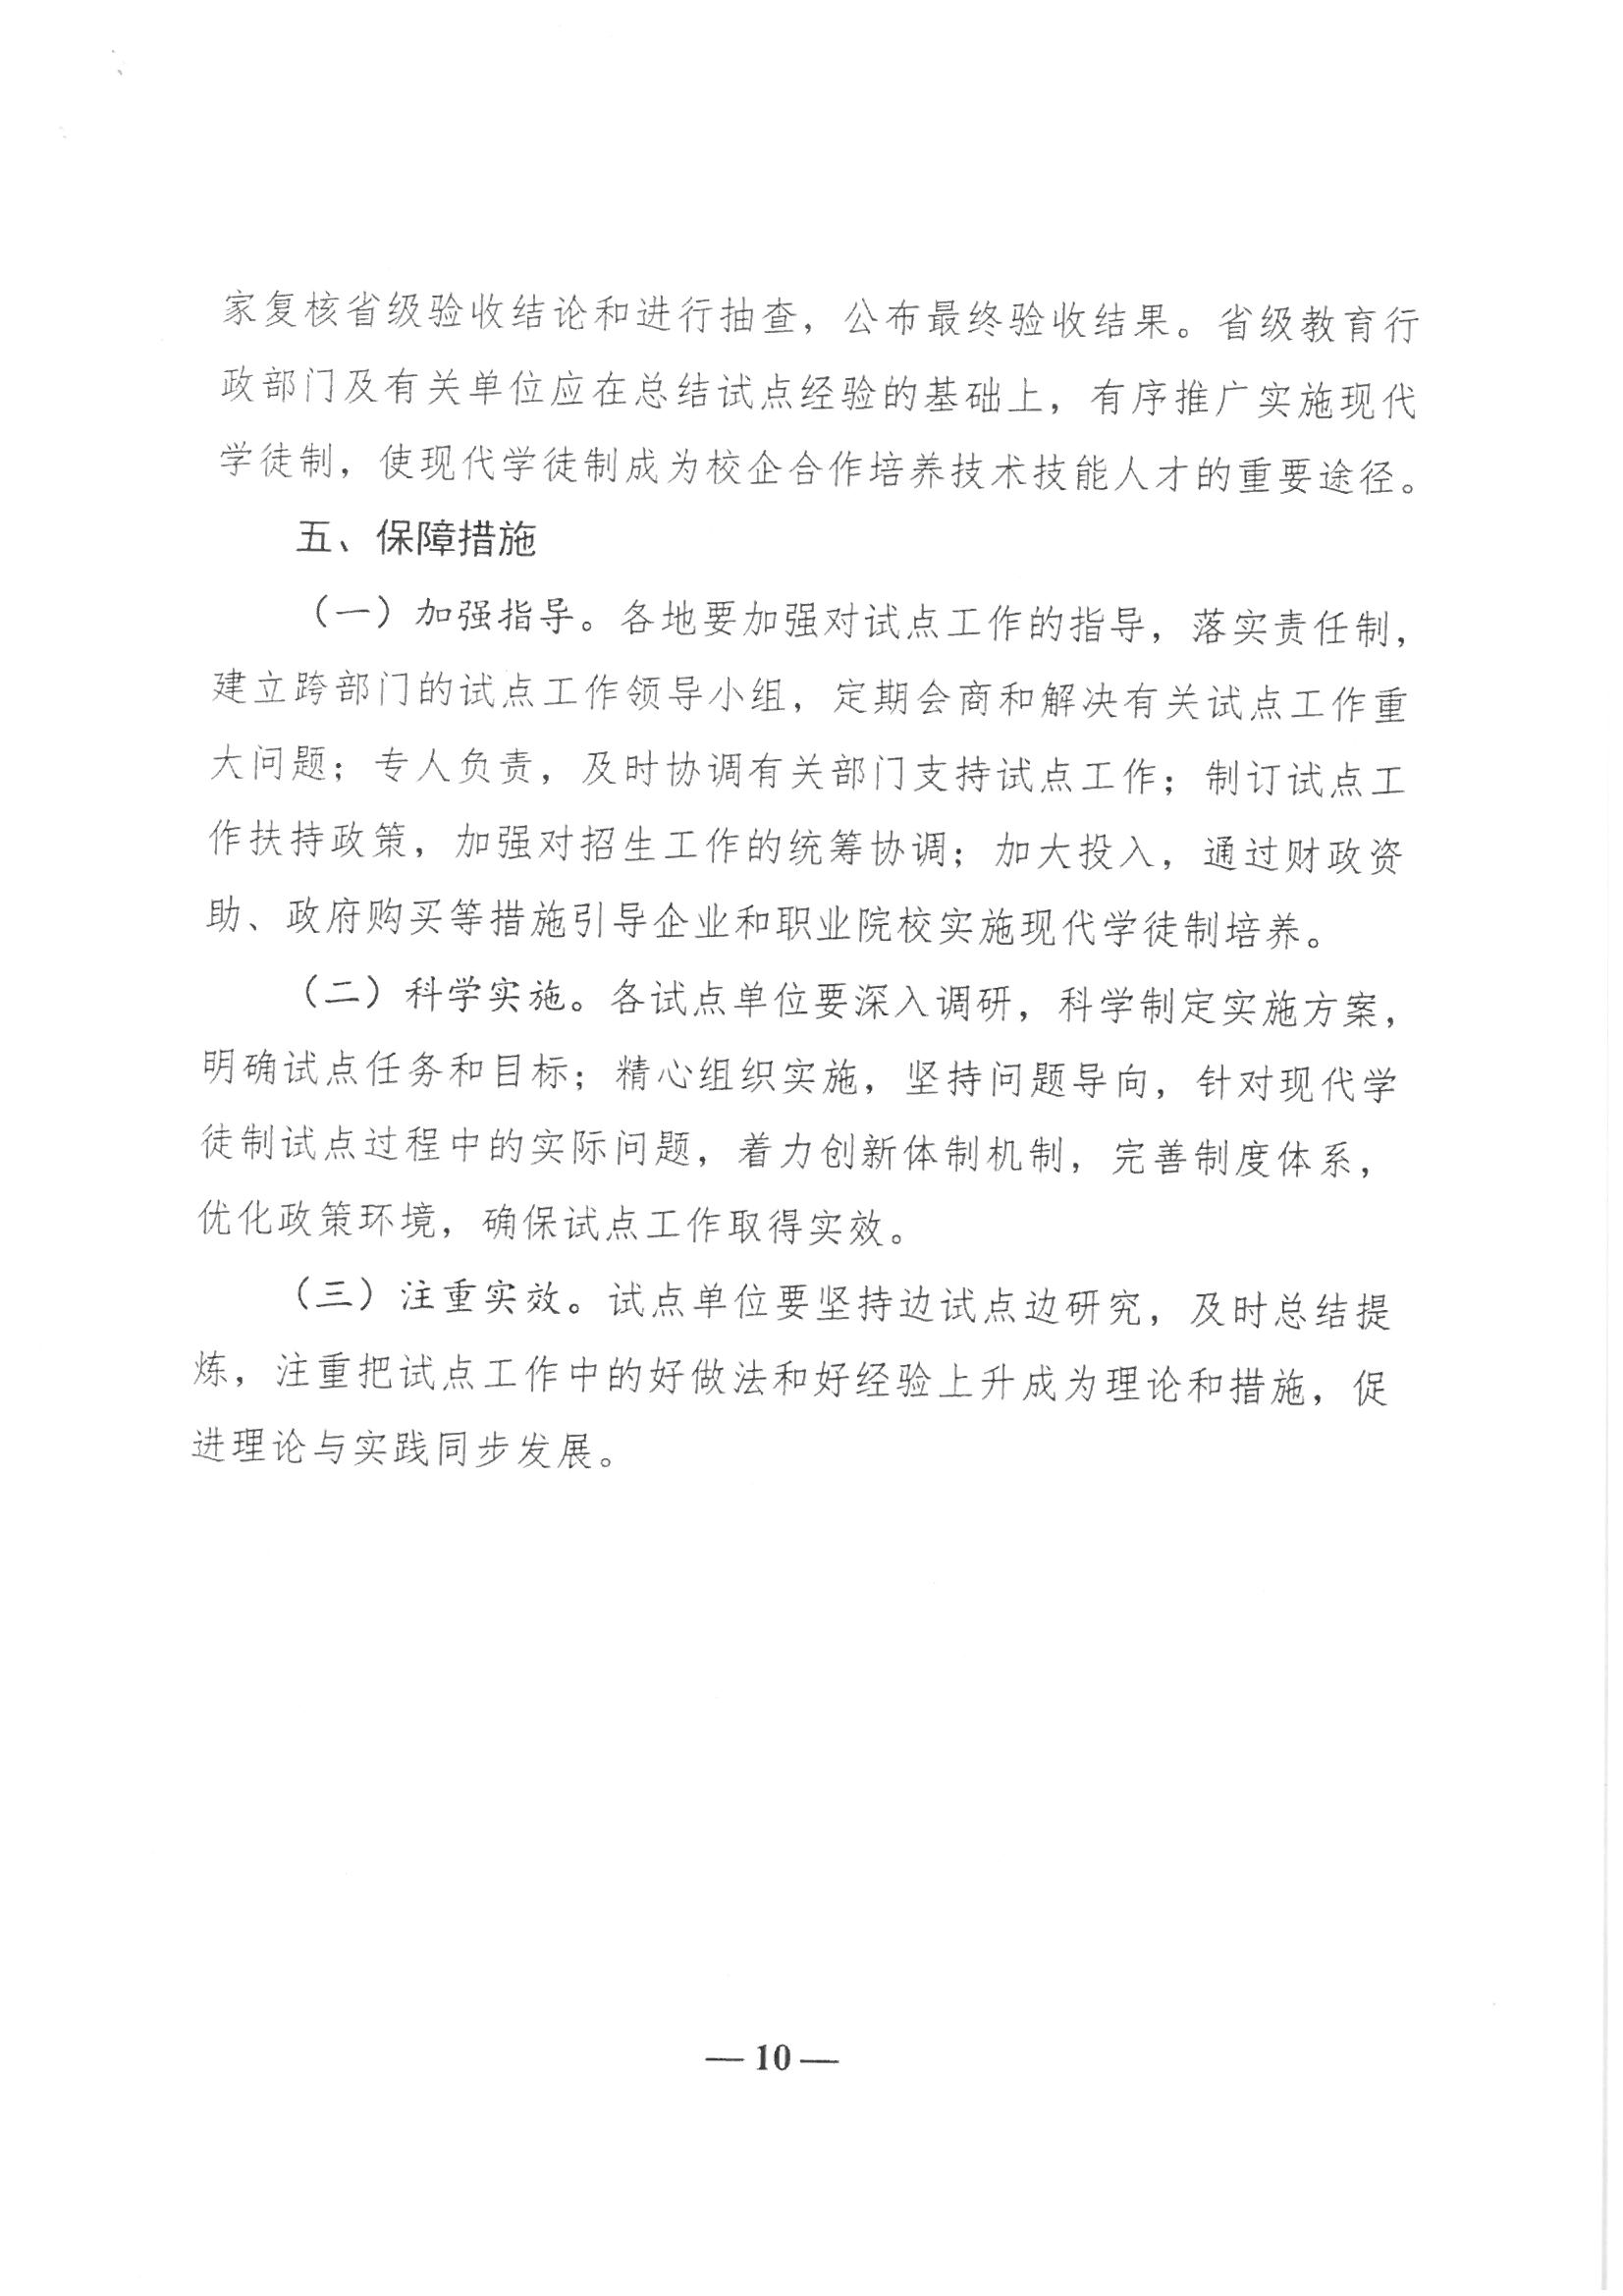 家复核省级验收结论和进行抽查，公布最终验收结果。省级教育行
政部门及有关单位应在总结试点经验的基础上，有序推广实施现代
学徒制，使现代学徒制成为校企合作培养技术技能人才的重要途径。
五、保障措施
（一）加强指导。各地要加强对试点工作的指导，落实责任制，
建立跨部门的试点工作领导小组，定期会商和解决有关试点工作重
大问题；专人负责，及时协调有关部门支持试点工作；制订试点工
作扶持政策，加强对招生工作的统筹协调；加大投入，通过财政资
助、政府购买等措施引导企业和职业院校实施现代学徒制培养。
（二）科学实施。各试点单位要深入调研，科学制定实施方案，
明确试点任务和目标；精心组织实施，坚持问题导向，针对现代学
徒制试点过程中的实际问题，着力创新体制机制，完善制度体系，
优化政策环境，确保试点工作取得实效。
（三）注重实效。试点单位要坚持边试点边研究，及时总结提
炼，注重把试点工作中的好做法和好经验上升成为理论和措施，促
进理论与实践同步发展。
— 10 —